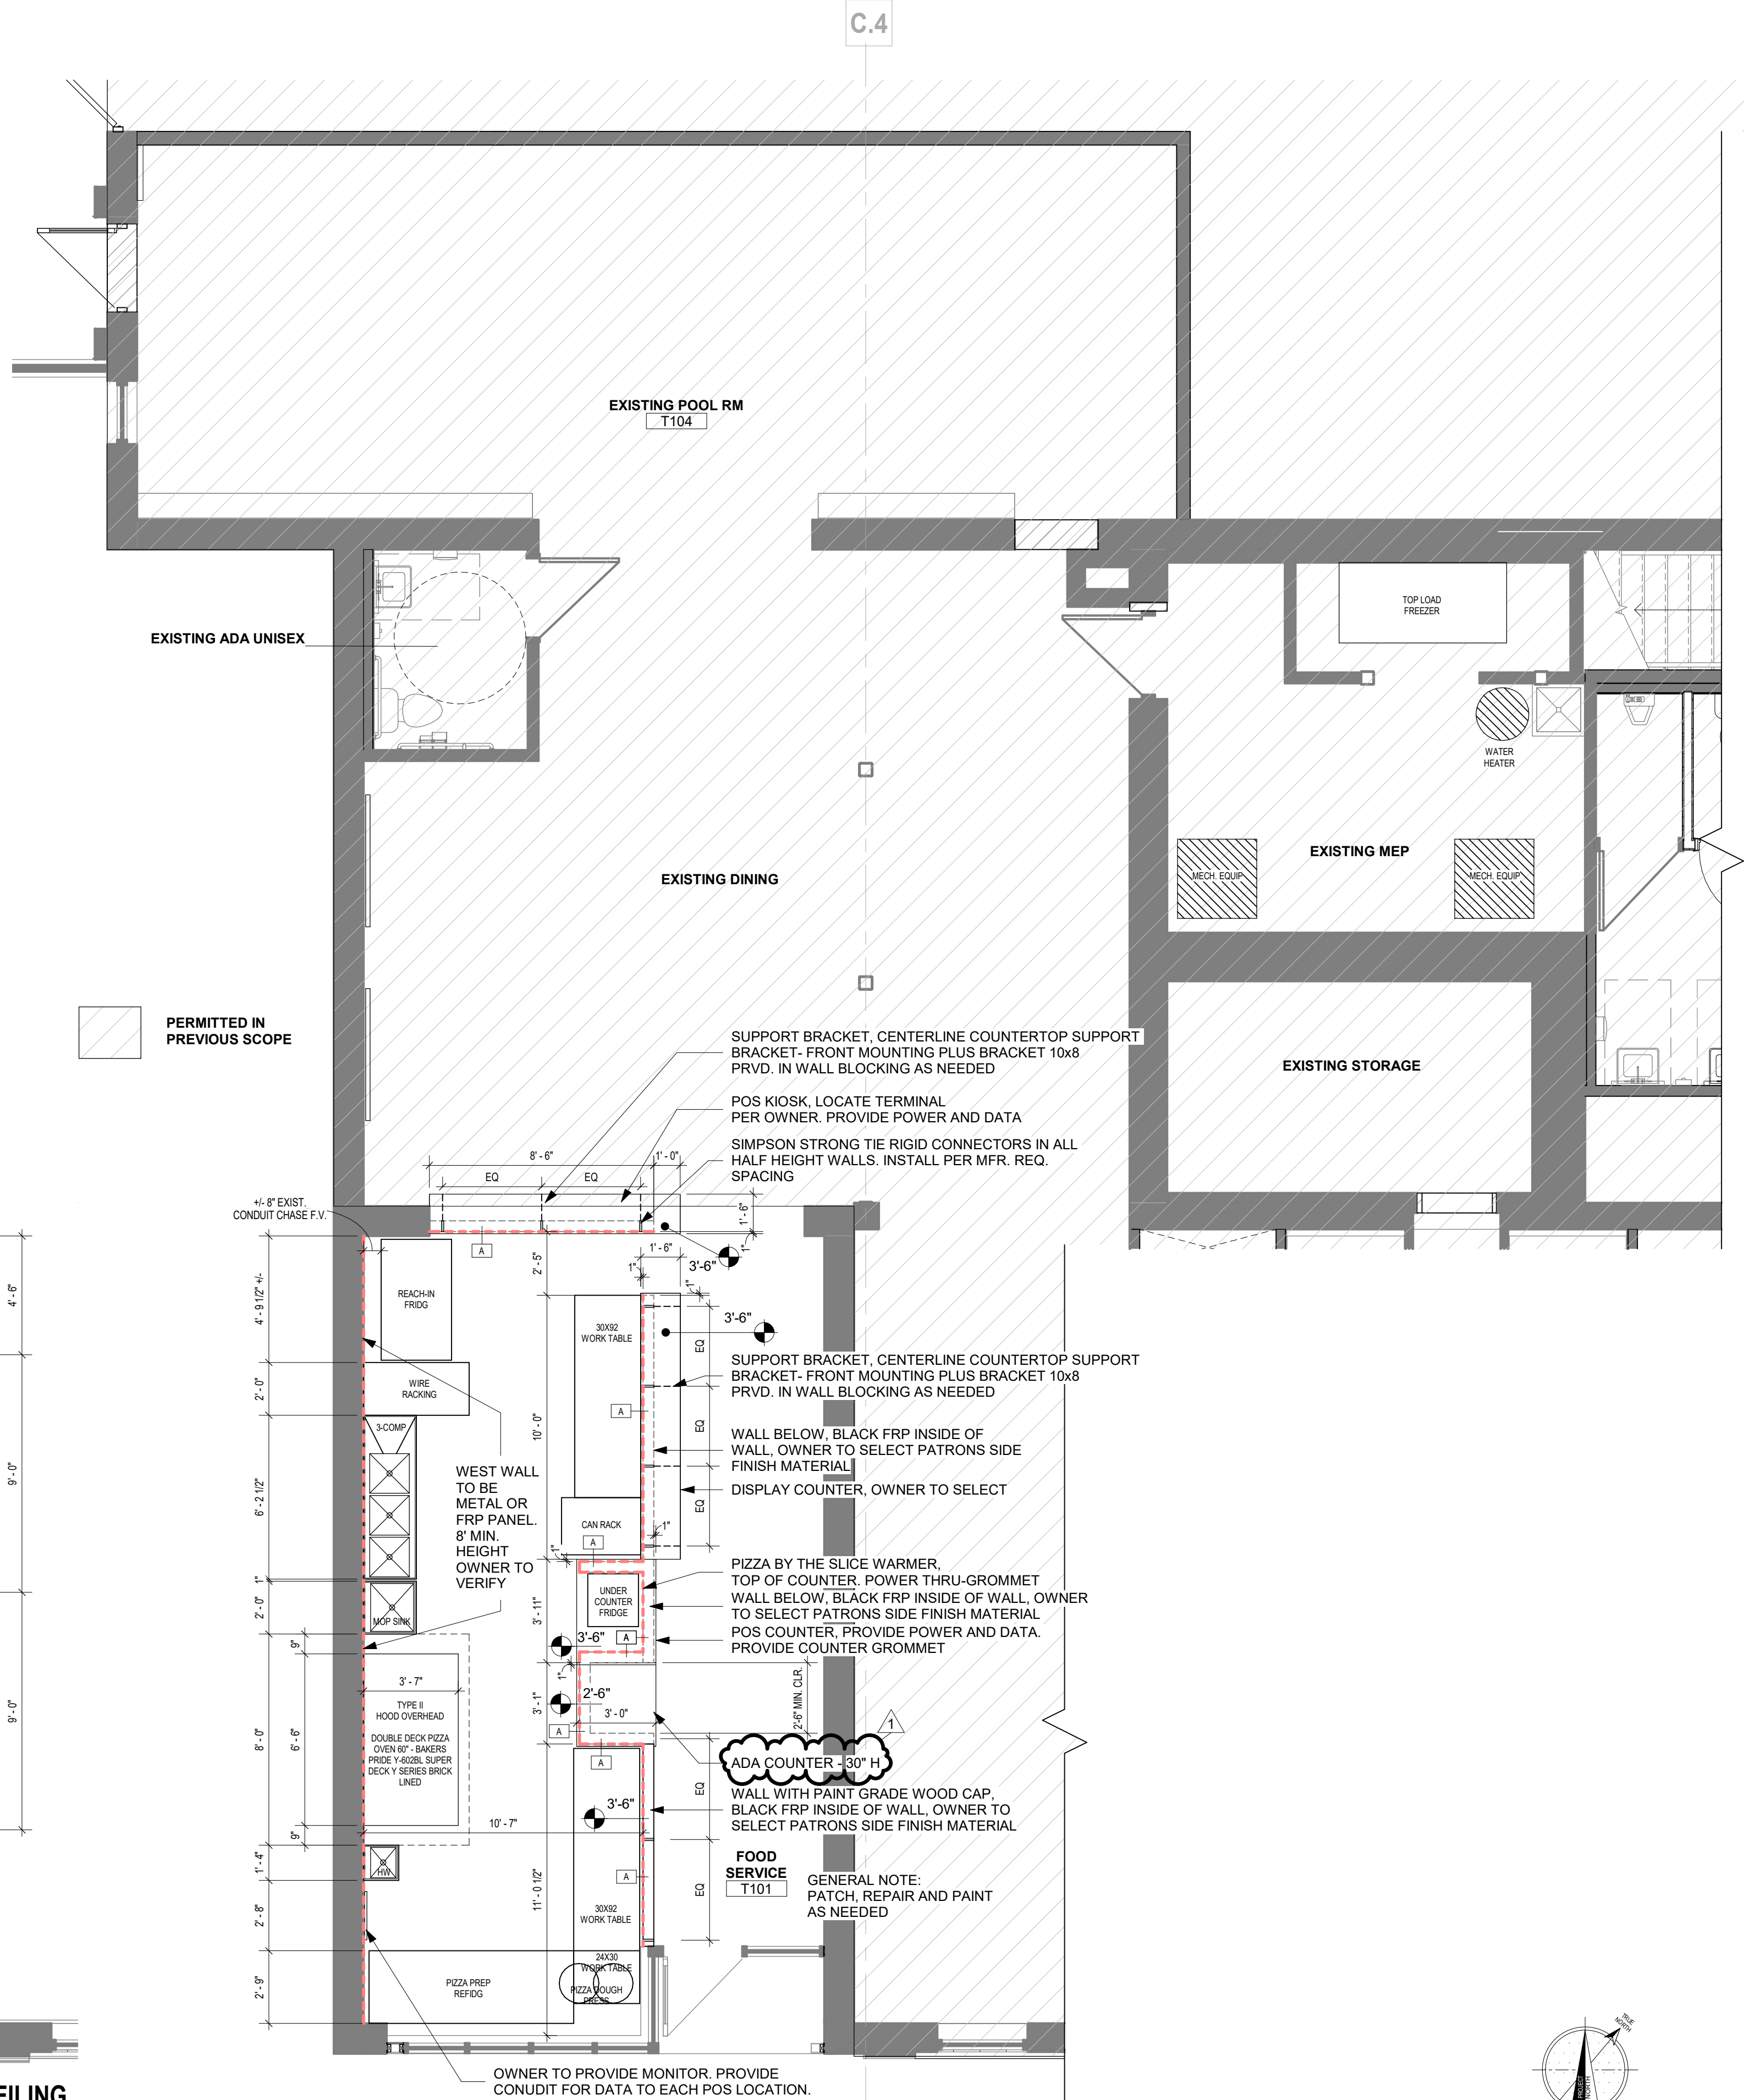 C.4
EXISTING POOL RM
T104
EXISTING ADA UNISEX
TOP LOAD
FREEZER
WATER
HEATER
EXISTING MEP
MECH. EQUIP
MECH. EQUIP
EXISTING DINING
PERMITTED IN
PREVIOUS SCOPE
EXISTING STORAGE
SUPPORT BRACKET, CENTERLINE COUNTERTOP SUPPORT
BRACKET- FRONT MOUNTING PLUS BRACKET 10x8
PRVD. IN WALL BLOCKING AS NEEDED
POS KIOSK, LOCATE TERMINAL
PER OWNER. PROVIDE POWER AND DATA
SIMPSON STRONG TIE RIGID CONNECTORS IN ALL
HALF HEIGHT WALLS. INSTALL PER MFR. REQ.
SPACING
8' - 6"
1' - 0"
EQ
EQ
+/- 8" EXIST.
CONDUIT CHASE F.V.
1' - 6"
1"
A
2' - 5"
1' - 6"
1"
3'-6"
1"
4' - 6"
9' - 0"
9' - 0"
4' - 9 1/2" +/-
2' - 0"
6' - 2 1/2"
1"
2' - 0"
9"
6' - 6"
9"
8' - 0"
1' - 4"
2' - 8"
2' - 9"
REACH-IN
FRIDG
WIRE
RACKING
3-COMP
MOP SINK
30X92
WORK TABLE
3'-6"
EQ
EQ
EQ
A
10' - 0"
SUPPORT BRACKET, CENTERLINE COUNTERTOP SUPPORT
BRACKET- FRONT MOUNTING PLUS BRACKET 10x8
PRVD. IN WALL BLOCKING AS NEEDED
WALL BELOW, BLACK FRP INSIDE OF
WALL, OWNER TO SELECT PATRONS SIDE
FINISH MATERIAL
DISPLAY COUNTER, OWNER TO SELECT
WEST WALL
TO BE
METAL OR
FRP PANEL.
8' MIN.
HEIGHT
OWNER TO
VERIFY
CAN RACK
A
1"
1"
PIZZA BY THE SLICE WARMER,
TOP OF COUNTER. POWER THRU-GROMMET
WALL BELOW, BLACK FRP INSIDE OF WALL, OWNER
TO SELECT PATRONS SIDE FINISH MATERIAL
POS COUNTER, PROVIDE POWER AND DATA.
PROVIDE COUNTER GROMMET
UNDER
COUNTER
FRIDGE
3' - 11"
3'-6"
A
1"
3' - 1"
2'-6"
3' - 0"
A
A
2'-6" MIN. CLR.
1
ADA COUNTER - 30" H
3' - 7"
TYPE II
HOOD OVERHEAD
DOUBLE DECK PIZZA
OVEN 60" - BAKERS
PRIDE Y-602BL SUPER
DECK Y SERIES BRICK
LINED
EQ
EQ
WALL WITH PAINT GRADE WOOD CAP,
BLACK FRP INSIDE OF WALL, OWNER TO
SELECT PATRONS SIDE FINISH MATERIAL
3'-6"
10' - 7"
HW
A
11' - 0 1/2"
FOOD
SERVICE
T101
GENERAL NOTE:
PATCH, REPAIR AND PAINT
AS NEEDED
30X92
WORK TABLE
24X30
WORK TABLE
PIZZA DOUGH
PRESS
PIZZA PREP
REFIDG
OWNER TO PROVIDE MONITOR. PROVIDE
CONUDIT FOR DATA TO EACH POS LOCATION.
TRUE
NORTH
PROJECT
NORTH
EILING